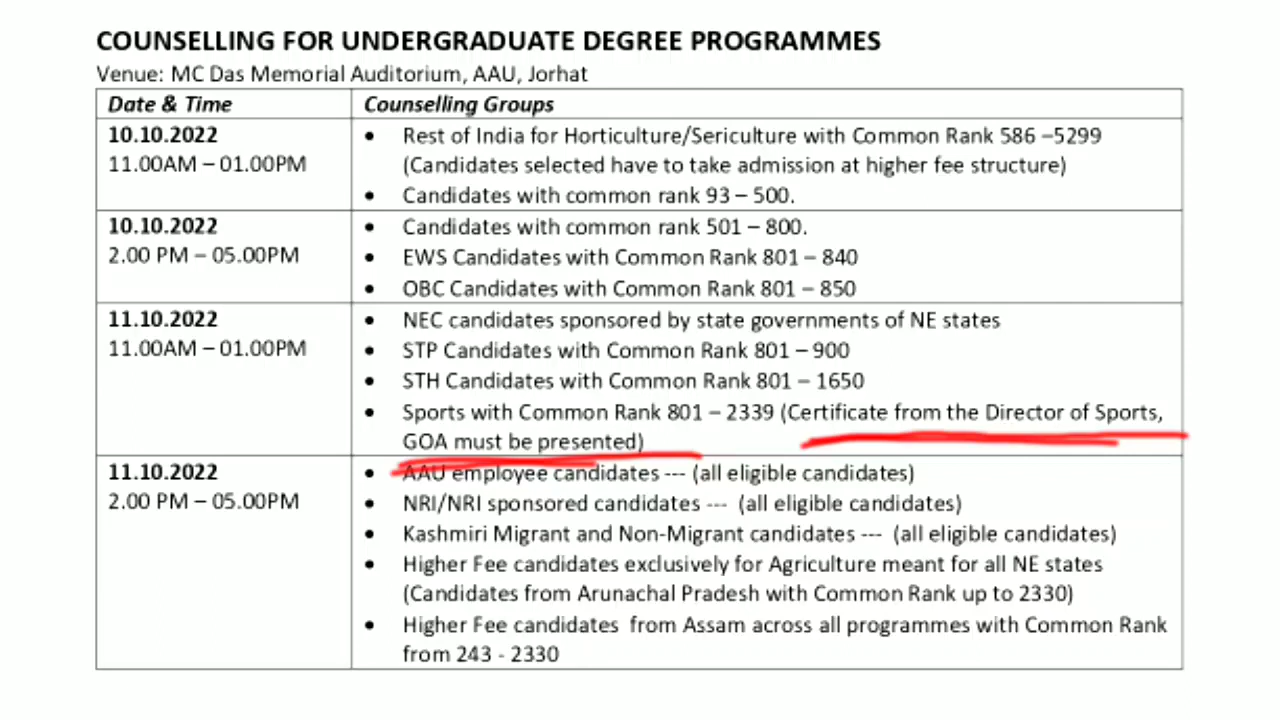 COUNSELLING FOR UNDERGRADUATE DEGREE PROGRAMMES
Venue: MC Das Memorial Auditorium, AAU, Jorhat
Date & Time Counselling Groups
10.10.2022
11.00AM – 01.00PM
• Rest of India for Horticulture/Sericulture with Common Rank 586 –5299
(Candidates selected have to take admission at higher fee structure)
• Candidates with common rank 93 – 500.
10.10.2022
2.00 PM – 05.00PM
• Candidates with common rank 501 – 800.
• EWS Candidates with Common Rank 801 – 840
• OBC Candidates with Common Rank 801 – 850
11.10.2022
11.00AM – 01.00PM
• NEC candidates sponsored by state governments of NE states
• STP Candidates with Common Rank 801 – 900
• STH Candidates with Common Rank 801 – 1650
• Sports with Common Rank 801 – 2339 (Certificate from the Director of Sports,
GOA must be presented)
11.10.2022
2.00 PM – 05.00PM
• AAU employee candidates --- (all eligible candidates)
• NRI/NRI sponsored candidates --- (all eligible candidates)
• Kashmiri Migrant and Non-Migrant candidates --- (all eligible candidates)
• Higher Fee candidates exclusively for Agriculture meant for all NE states
(Candidates from Arunachal Pradesh with Common Rank up to 2330)
• Higher Fee candidates from Assam across all programmes with Common Rank
from 243 - 2330